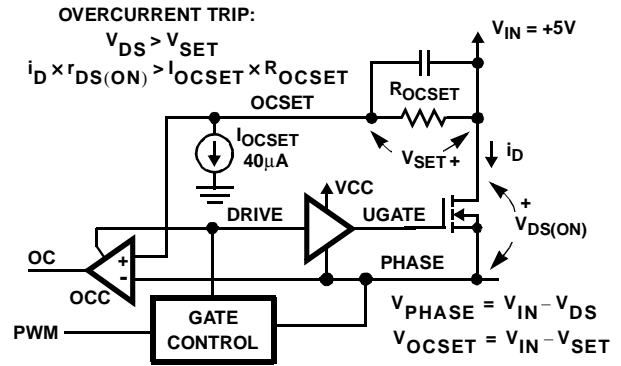 OVERCURRENT TRIP:
V_DS > V_SET
i_D × r_DS(ON) > I_OCSET × R_OCSET
V_IN = +5V
R_OCSET
OCSET
I_OCSET
40μA
V_SET +
i_D
VCC
DRIVE
UGATE
+
V_DS(ON)
OC
+
-
OCC
PHASE
PWM
GATE
CONTROL
V_PHASE = V_IN – V_DS
V_OCSET = V_IN – V_SET